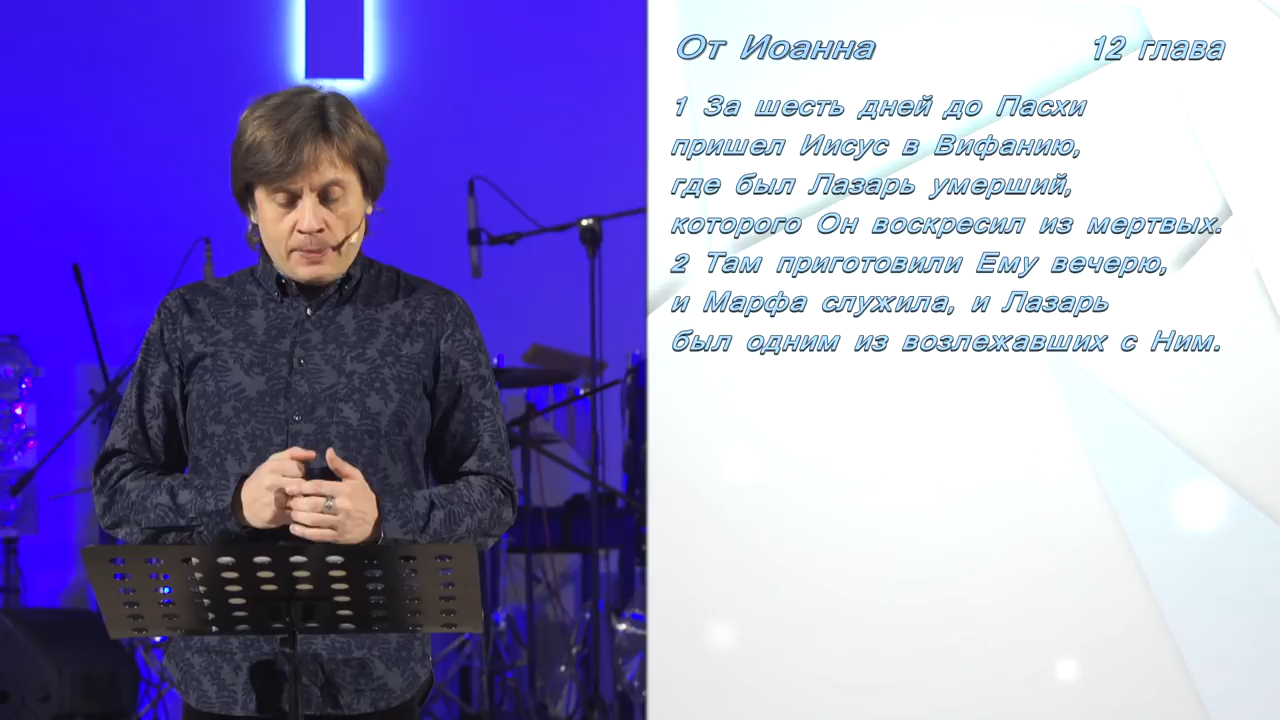 От Иоанна 12 глава
1 За шесть дней до Пасхи
пришел Иисус в Вифанию,
где был Лазарь умерший,
которого Он воскресил из мертвых.
2 Там приготовили Ему вечерю,
и Марфа служила, и Лазарь
был одним из возлежавших с Ним.